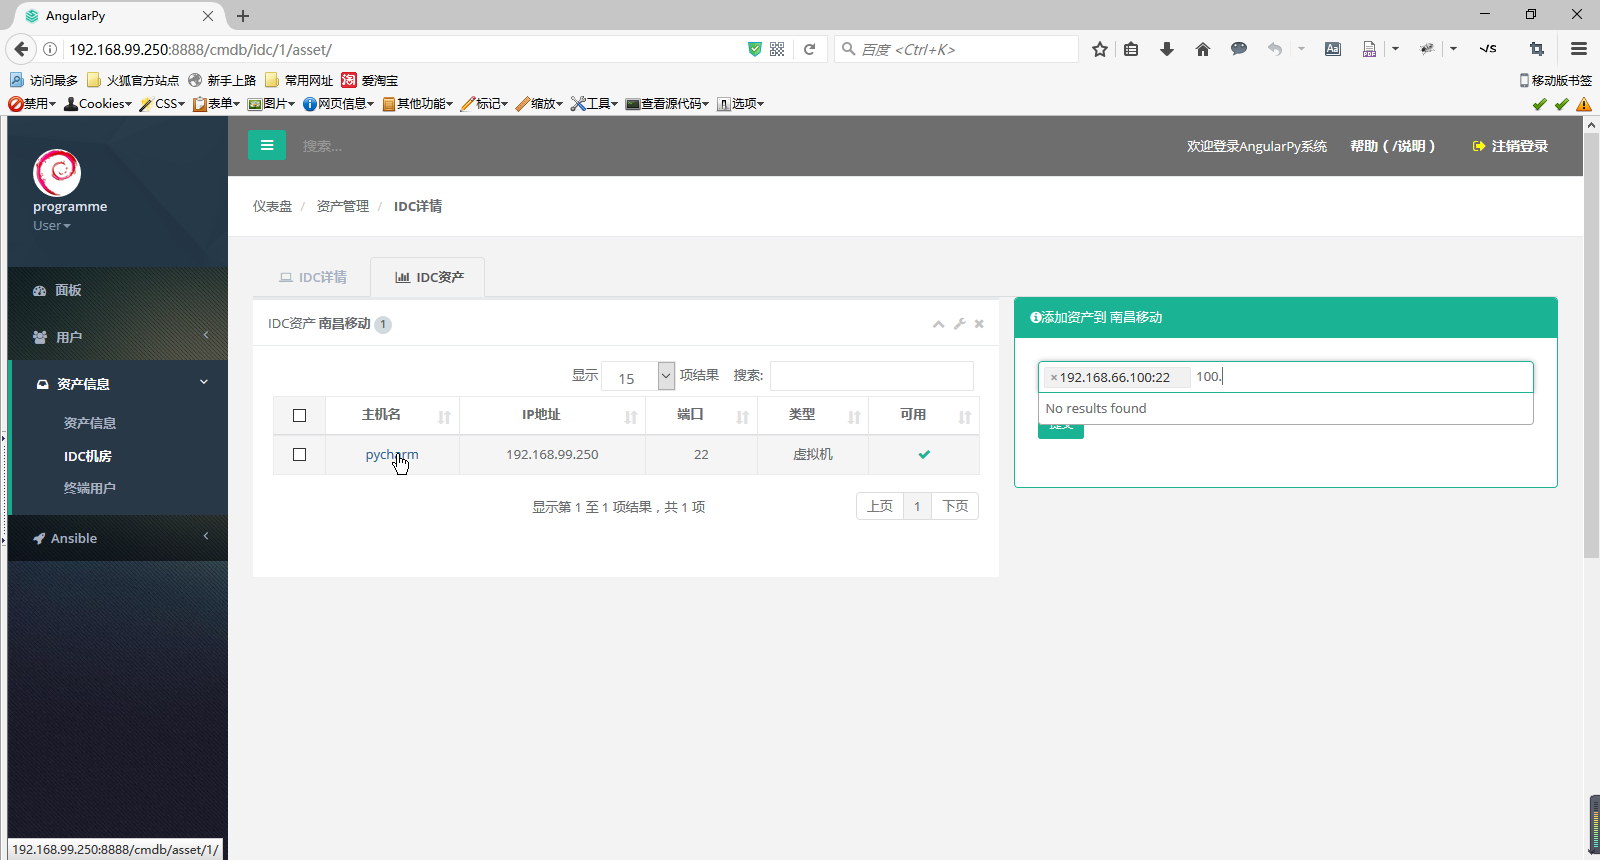 AngularPy
192.168.99.250:8888/cmdb/idc/1/asset/
百度 <Ctrl+K>
访问最多 火狐官方站点 新手上路 常用网址 淘 爱淘宝 移动版书签
禁用 Cookies CSS 表单 图片 网页信息 其他功能 标记 缩放 工具 查看源代码 选项
搜索...
欢迎登录AngularPy系统 帮助（/说明） 注销登录
programme
User
面板
用户
资产信息
资产信息
IDC机房
终端用户
Ansible
仪表盘 / 资产管理 / IDC详情
IDC详情 IDC资产
IDC资产 南昌移动 1
显示 15 项结果 搜索:
主机名 IP地址 端口 类型 可用
pycharm 192.168.99.250 22 虚拟机
显示第 1 至 1 项结果，共 1 项
上页 1 下页
添加资产到 南昌移动
×192.168.66.100:22 100.
No results found
提交
192.168.99.250:8888/cmdb/asset/1/